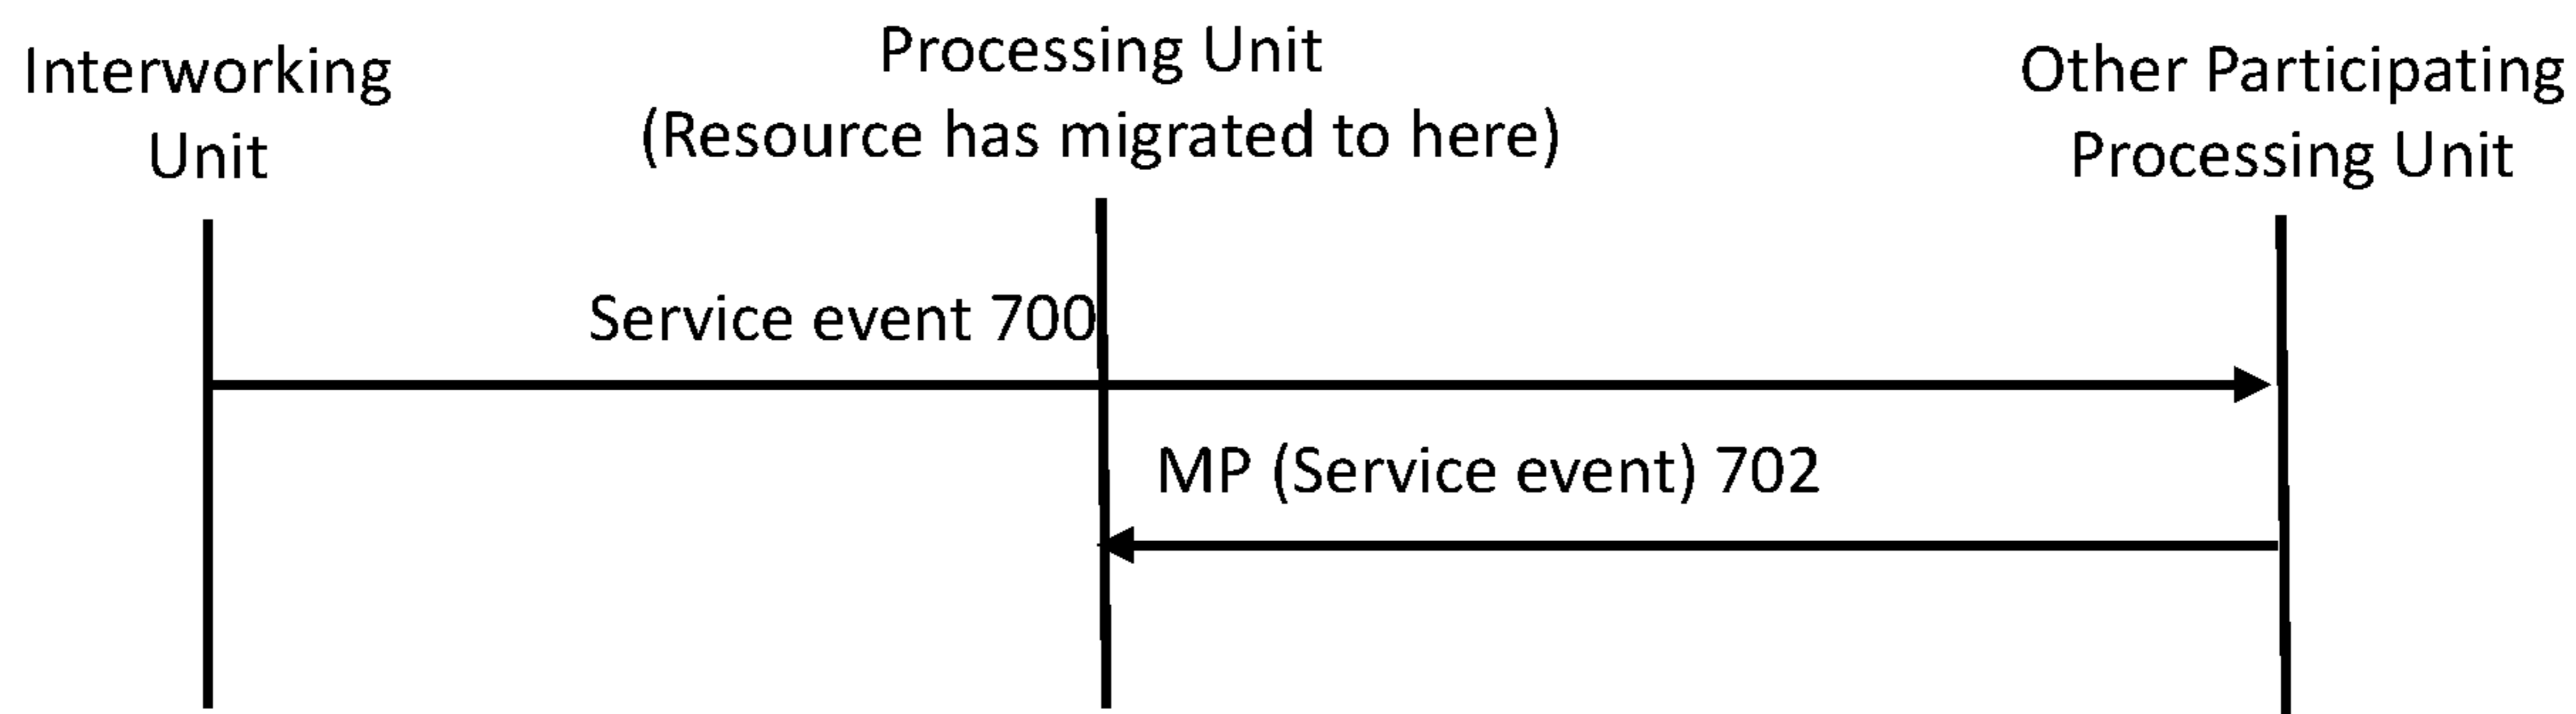 Interworking
Unit
Processing Unit
(Resource has migrated to here)
Other Participating
Processing Unit
Service event 700
MP (Service event) 702